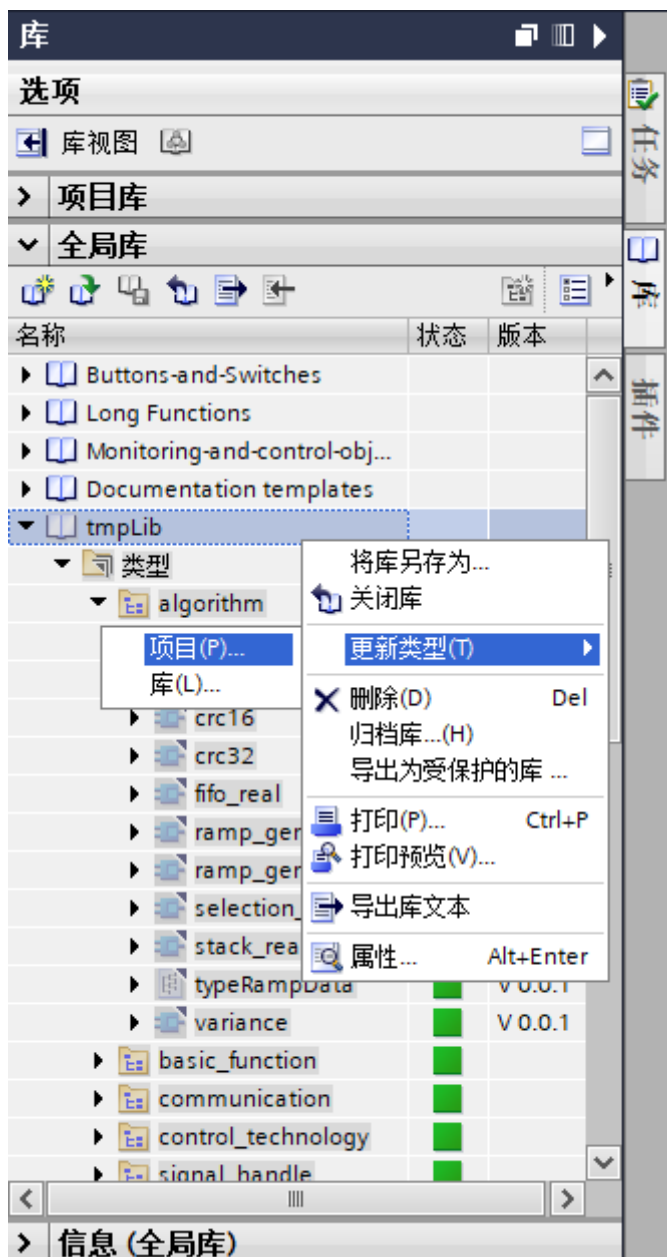 库
选项
库视图
项目库
全局库
名称 状态 版本
Buttons-and-Switches
Long Functions
Monitoring-and-control-obj...
Documentation templates
tmpLib
类型
algorithm
将库另存为...
关闭库
更新类型(T)
项目(P)...
库(L)...
删除(D) Del
归档库...(H)
导出为受保护的库 ...
打印(P)... Ctrl+P
打印预览(V)...
导出库文本
属性... Alt+Enter
crc16
crc32
fifo_real
ramp_ger
ramp_ger
selection_
stack_rea
typeRampData V 0.0.1
variance V 0.0.1
basic_function
communication
control_technology
signal_handle
信息 (全局库)
任务
库
插件